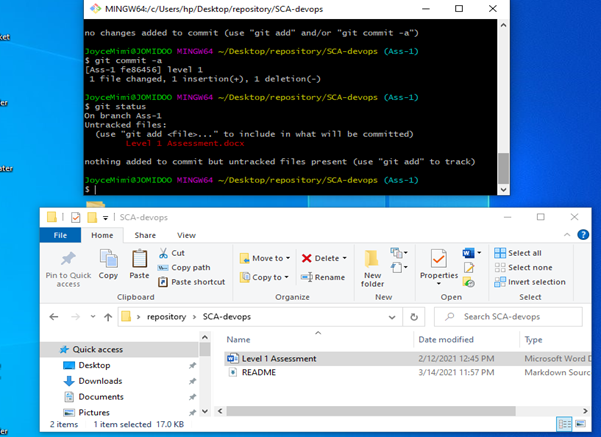 MINGW64:/c/Users/hp/Desktop/repository/SCA-devops
no changes added to commit (use "git add" and/or "git commit -a")
JoyceMimi@JOMIDOO MINGW64 ~/Desktop/repository/SCA-devops (Ass-1)
$ git commit -a
[Ass-1 fe86456] level 1
1 file changed, 1 insertion(+), 1 deletion(-)
JoyceMimi@JOMIDOO MINGW64 ~/Desktop/repository/SCA-devops (Ass-1)
$ git status
On branch Ass-1
Untracked files:
(use "git add <file>..." to include in what will be committed)
Level 1 Assessment.docx
nothing added to commit but untracked files present (use "git add" to track)
JoyceMimi@JOMIDOO MINGW64 ~/Desktop/repository/SCA-devops (Ass-1)
$
SCA-devops
File Home Share View
Pin to Quick access
Copy
Paste
Cut
Copy path
Paste shortcut
Clipboard
Move to
Copy to
Delete
Rename
Organize
New folder
New
Properties
Open
Select all
Select none
Invert selection
Select
repository > SCA-devops
Search SCA-devops
Quick access
Desktop
Downloads
Documents
Pictures
Name Date modified Type
Level 1 Assessment 2/12/2021 12:45 PM Microsoft Word D
README 3/14/2021 11:57 PM Markdown Sourc
2 items 1 item selected 17.0 KB